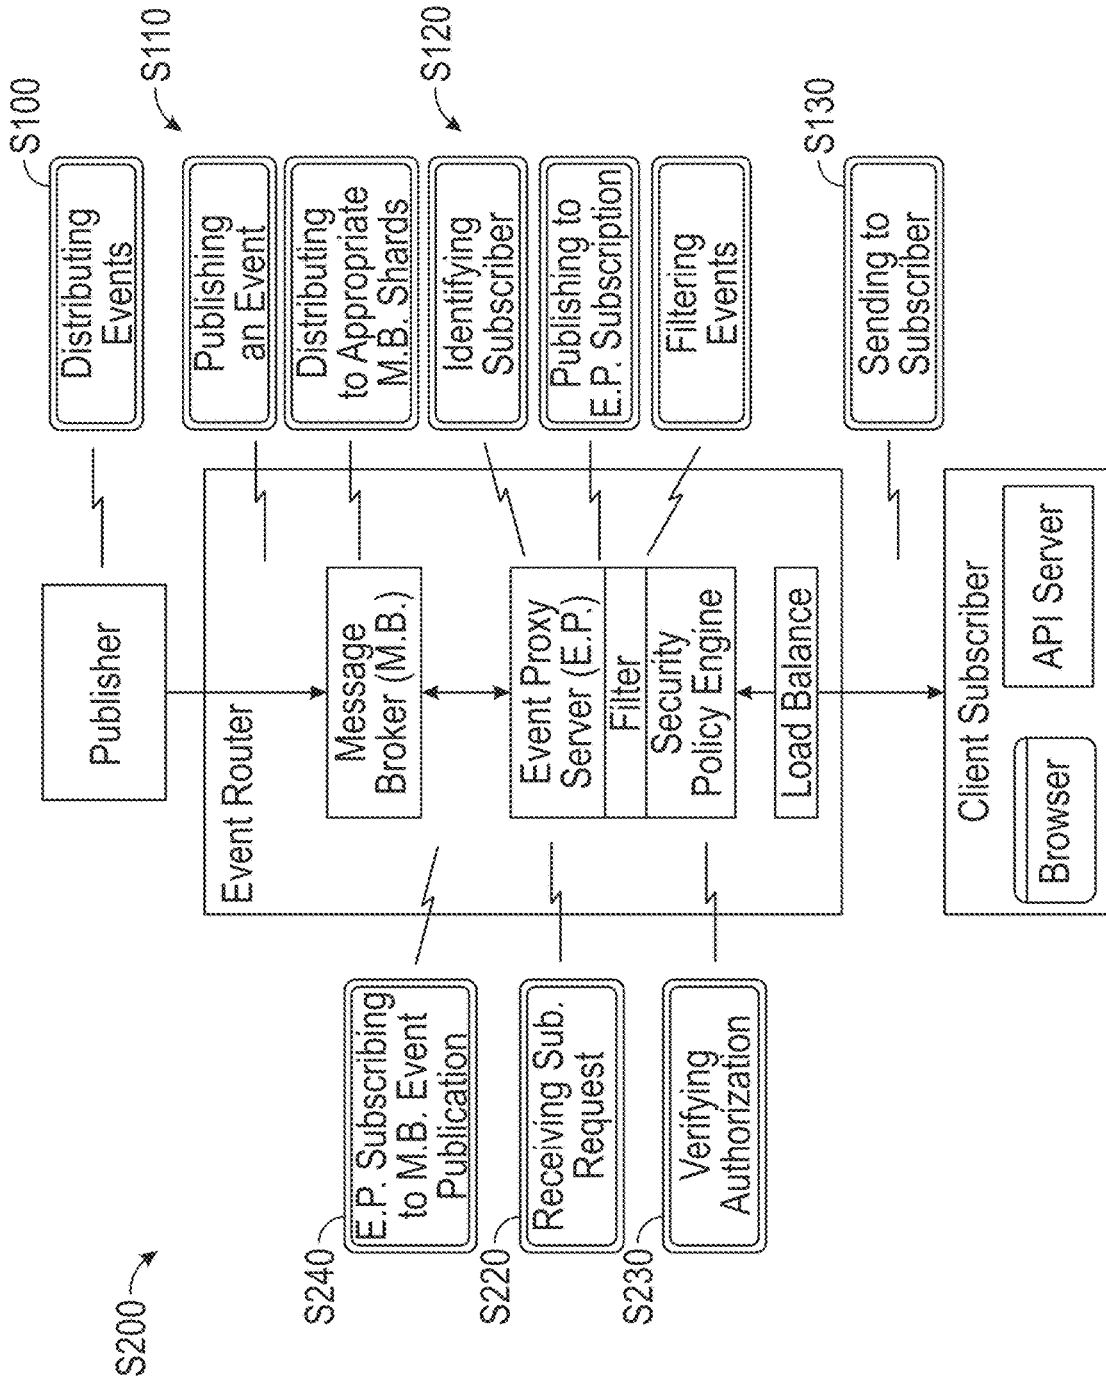 S100
Distributing
Events
S110
Publishing
an Event
Distributing
to Appropriate
M.B. Shards
S120
Identifying
Subscriber
Publishing to
E.P. Subscription
Filtering
Events
S130
Sending to
Subscriber
Publisher
Event Router
Message
Broker (M.B.)
Event Proxy
Server (E.P.)
Filter
Security
Policy Engine
Load Balance
Client Subscriber
Browser
API Server
S200
S240
E.P. Subscribing
to M.B. Event
Publication
S220
Receiving Sub.
Request
S230
Verifying
Authorization